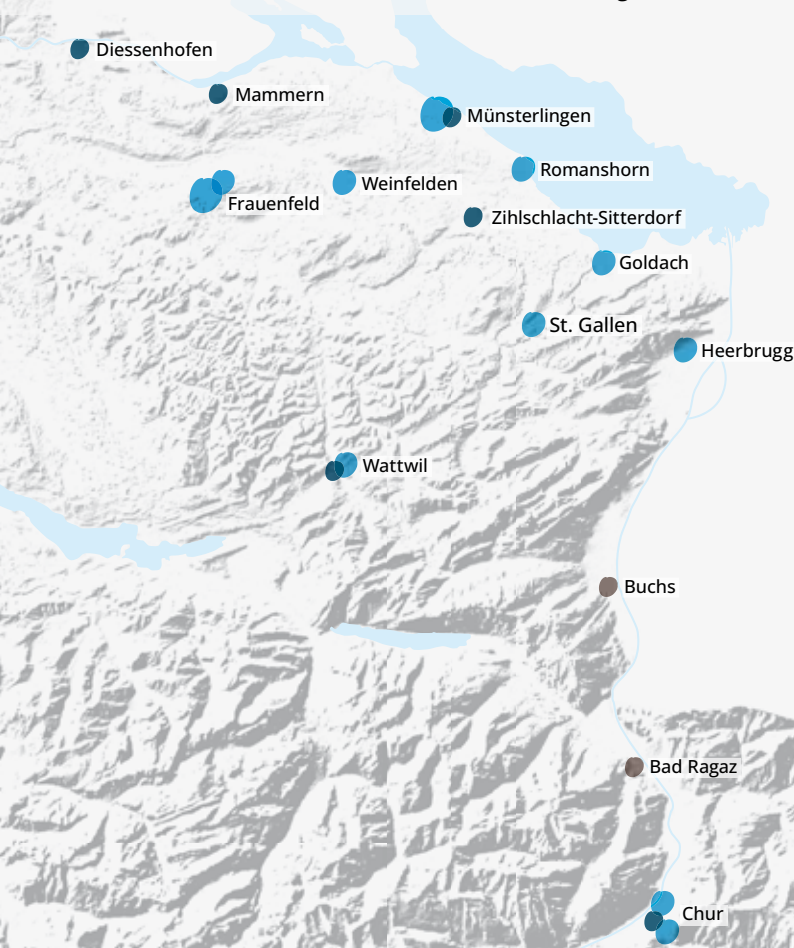 Diessenhofen
Mammern
Münsterlingen
Romanshorn
Weinfelden
Frauenfeld
Zihlschlacht-Sitterdorf
Goldach
St. Gallen
Heerbrugg
Wattwil
Buchs
Bad Ragaz
Chur